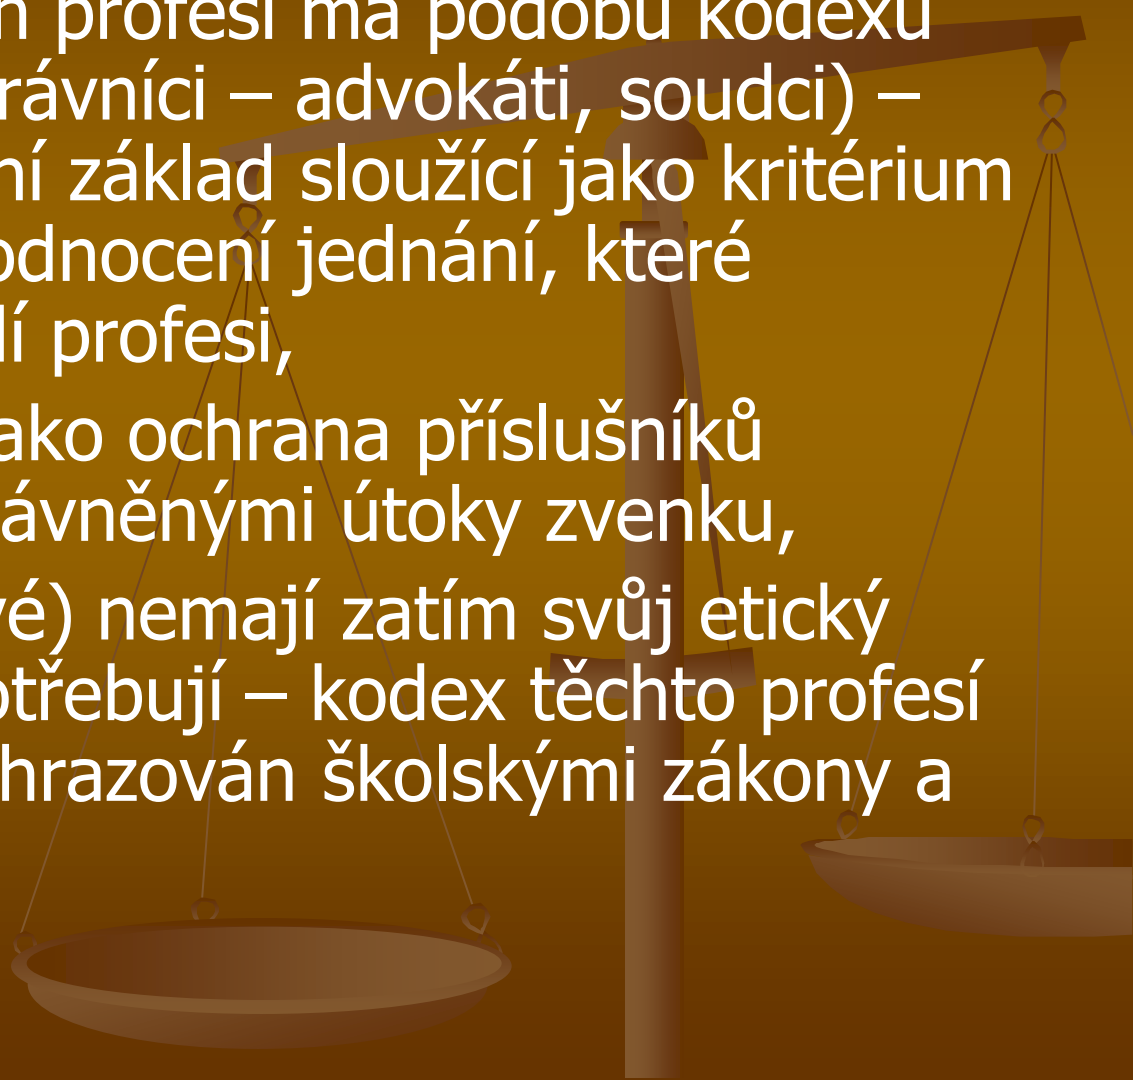 h profesí má podobu kodexu
rávníci – advokáti, soudci) –
ní základ sloužící jako kritérium
odnocení jednání, které
lí profesi,
ako ochrana příslušníků
ávněnými útoky zvenku,
vé) nemají zatím svůj etický
otřebují – kodex těchto profesí
hrazován školskými zákony a